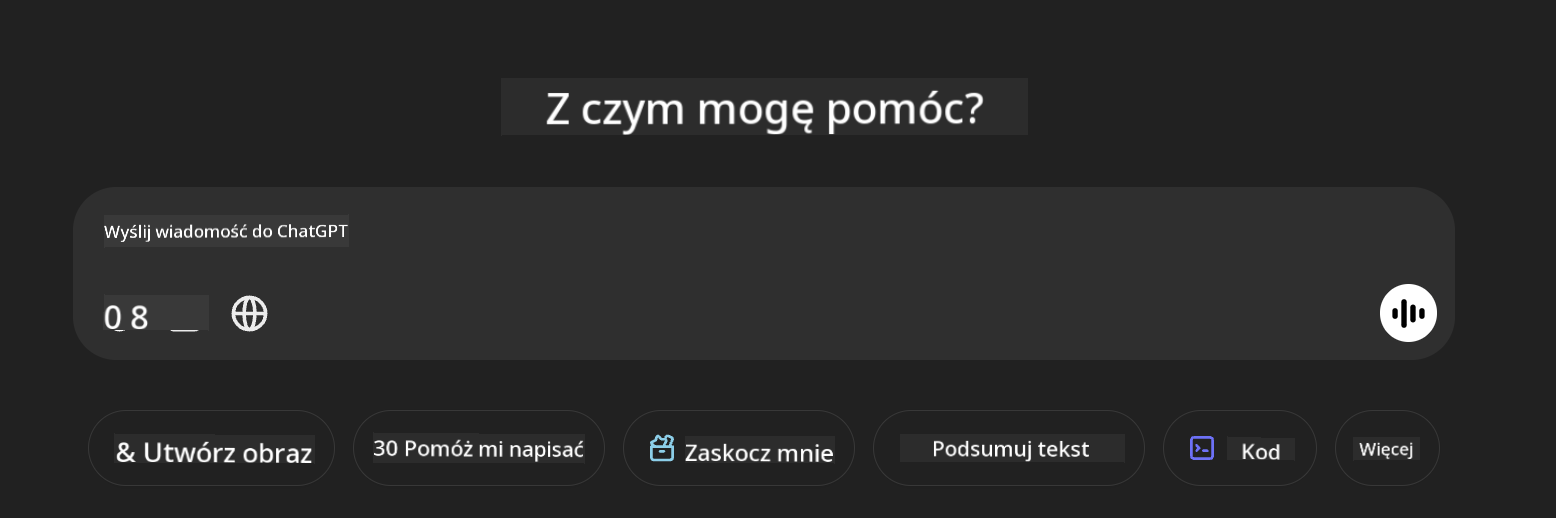 Z czym mogę pomóc?
Wyślij wiadomość do ChatGPT
0 8
& Utwórz obraz
30 Pomóż mi napisać
Zaskocz mnie
Podsumuj tekst
Kod
Więcej